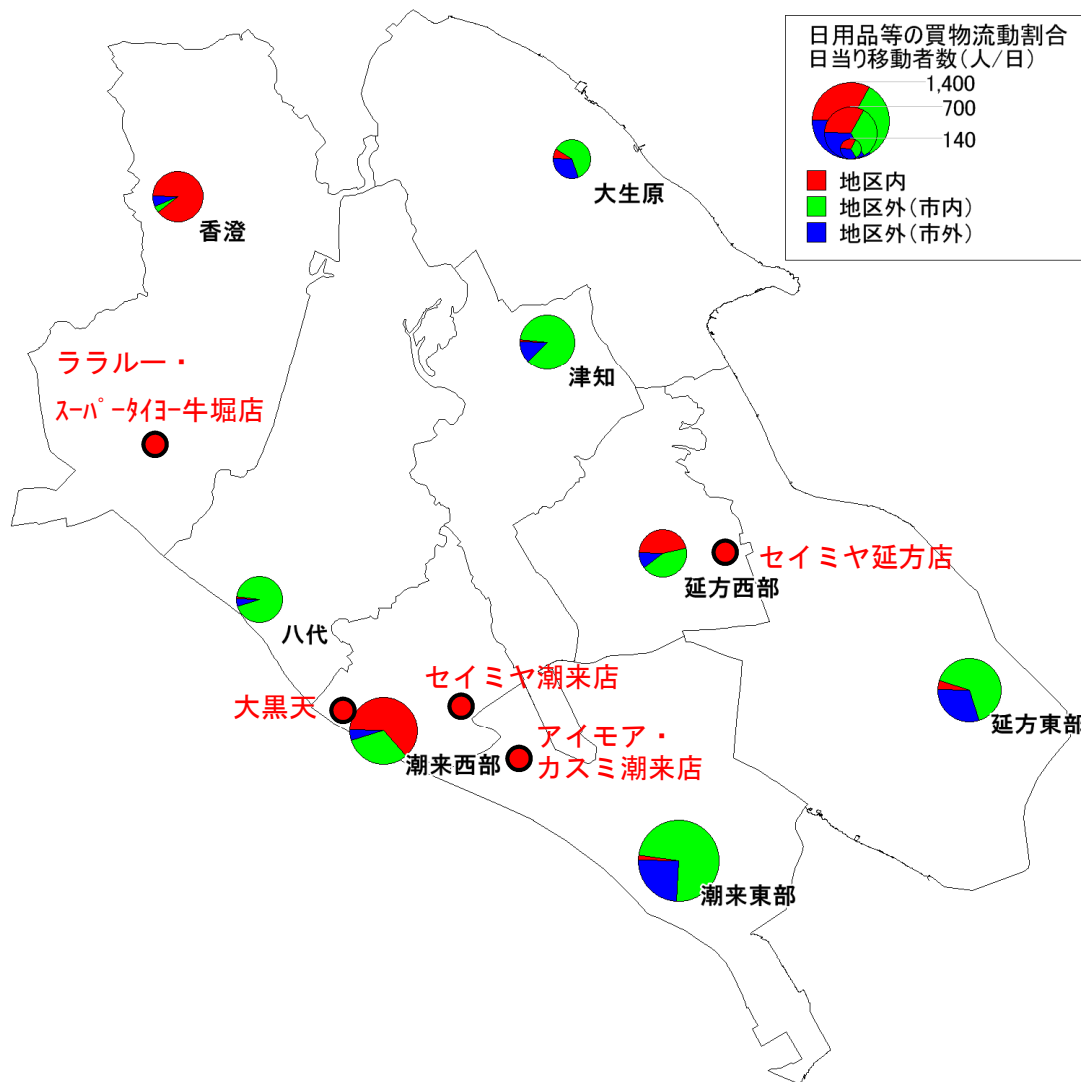 日用品等の買物流動割合
日当り移動者数(人/日)
1,400
700
140
地区内
地区外(市内)
地区外(市外)
大生原
香澄
津知
ララルー・
ｽｰﾊﾟｰﾀｲﾖｰ牛堀店
セイミヤ延方店
延方西部
八代
セイミヤ潮来店
大黒天
延方東部
アイモア・
カスミ潮来店
潮来西部
潮来東部